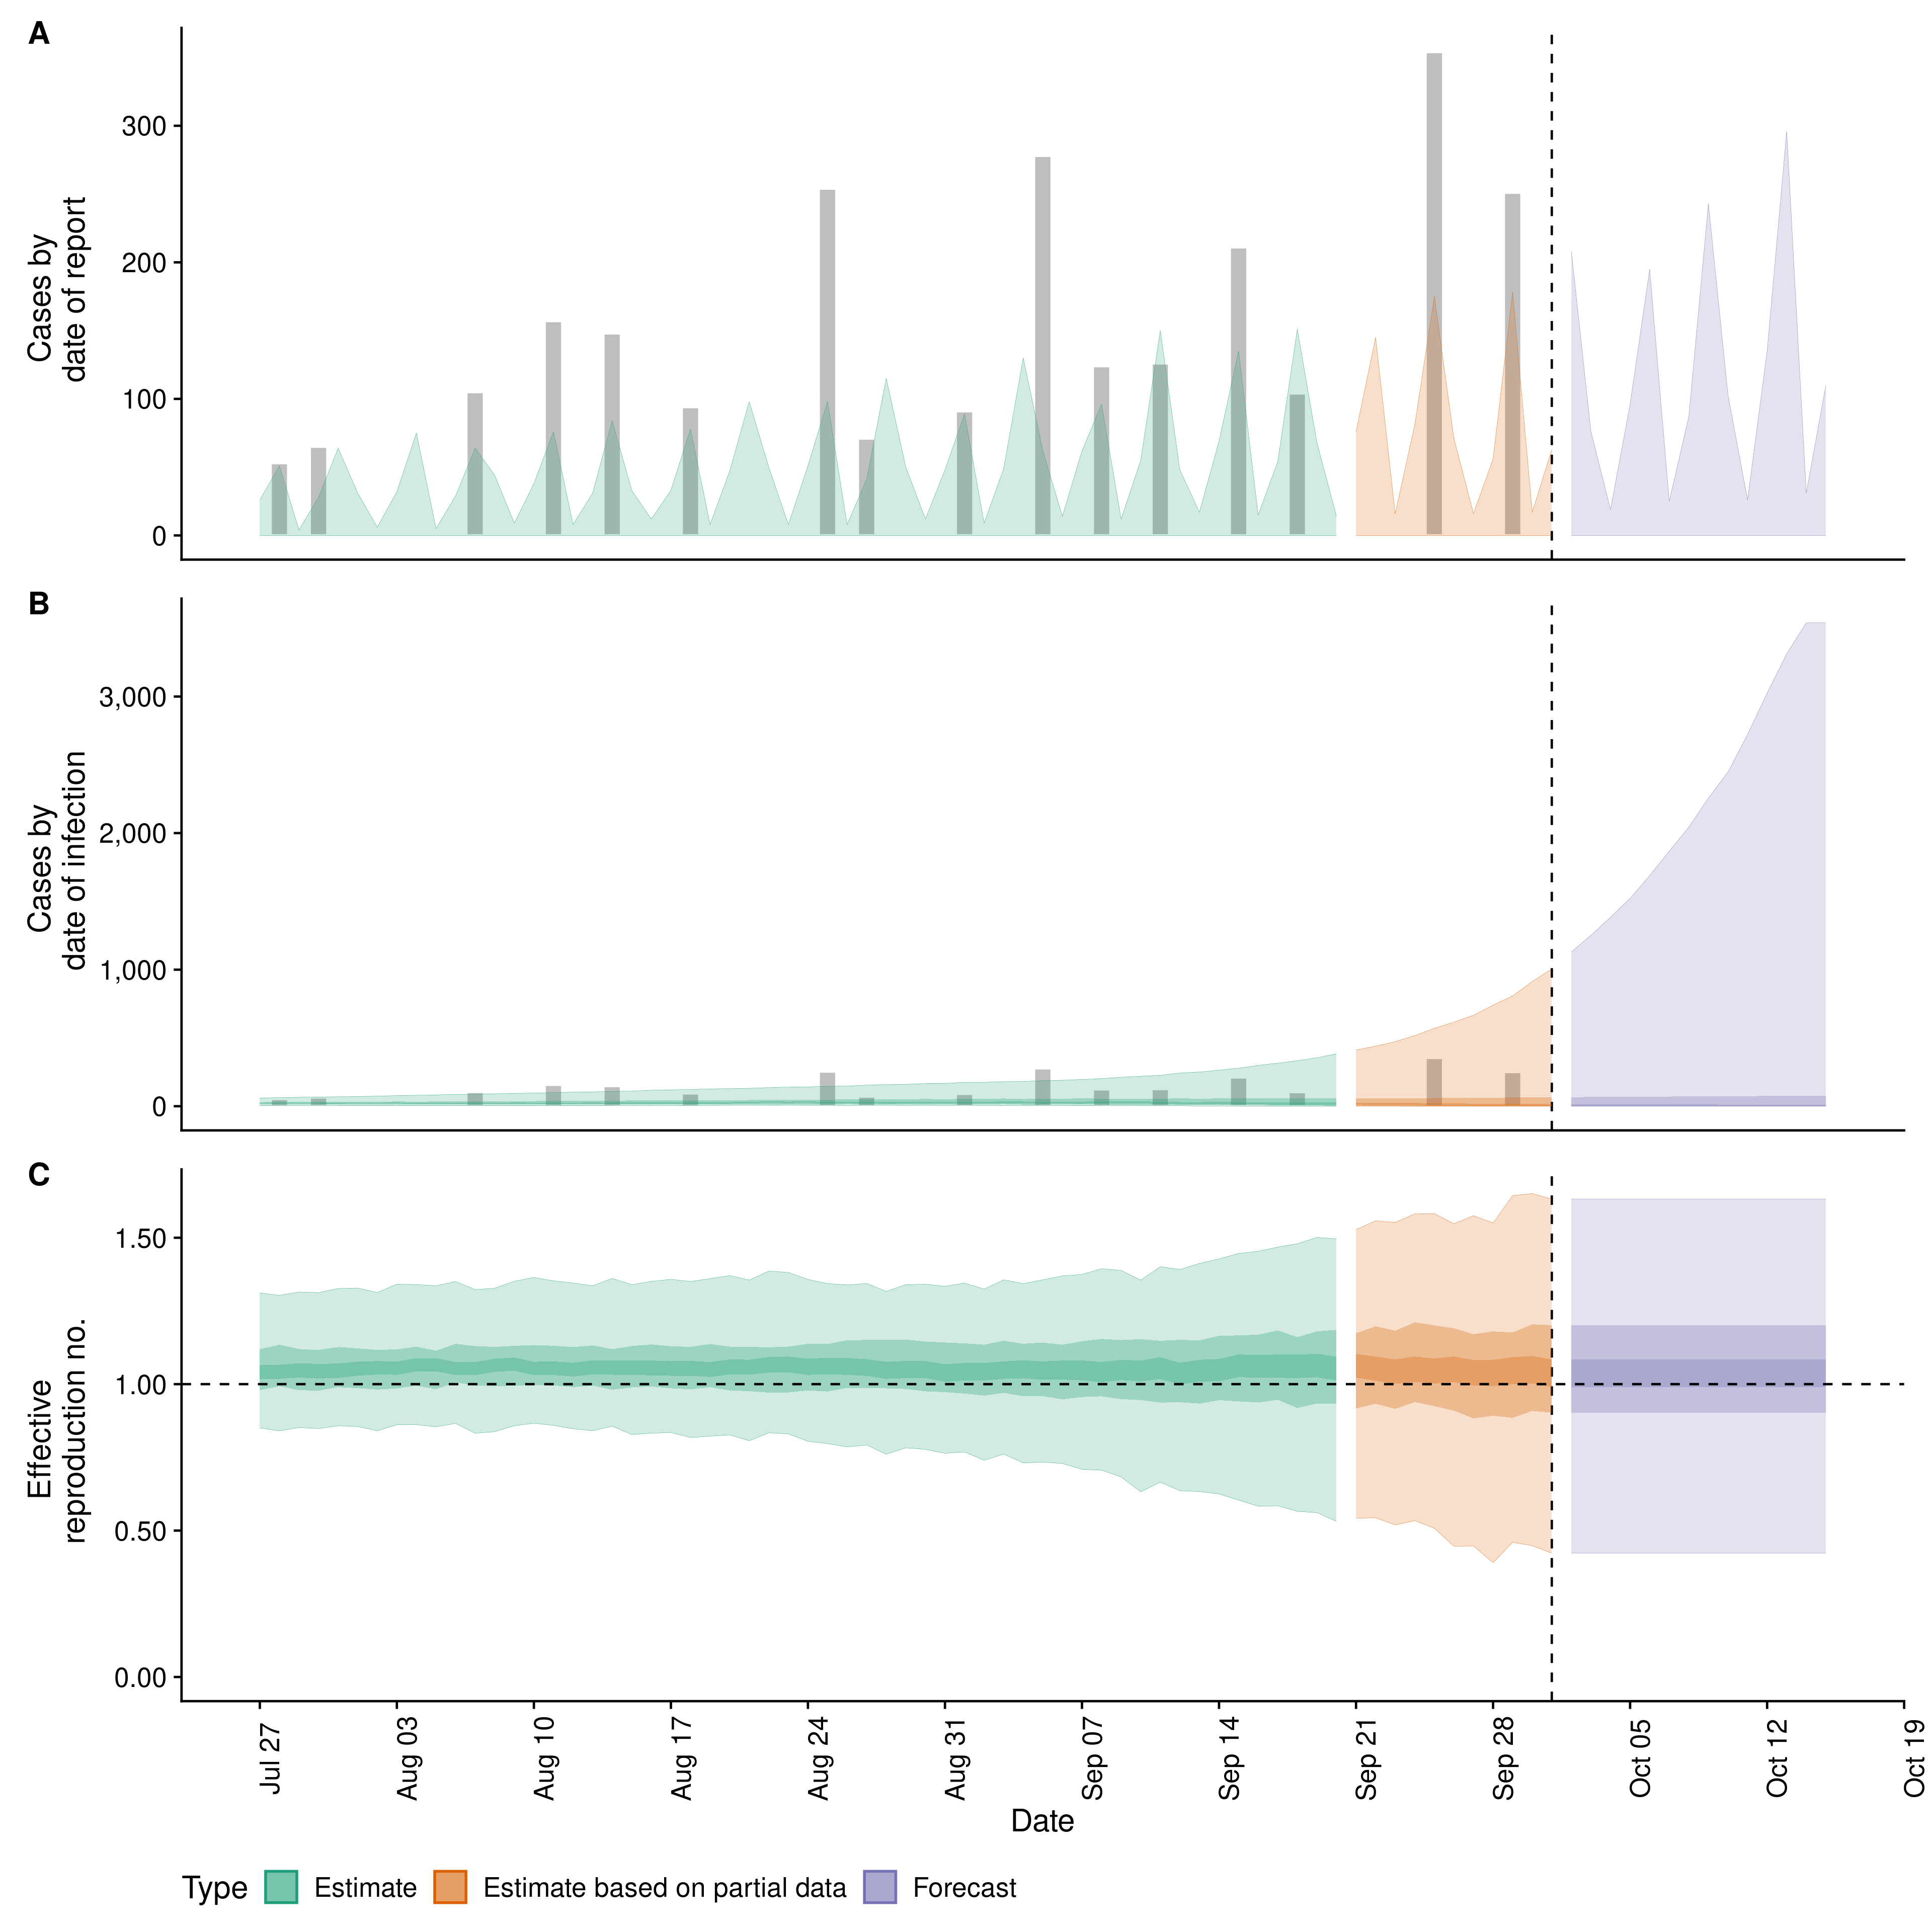 A
Cases by
date of report
300
200
100
0
B
Cases by
date of infection
3,000
2,000
1,000
0
C
Effective
reproduction no.
1.50
1.00
0.50
0.00
Jul 27
Aug 03
Aug 10
Aug 17
Aug 24
Aug 31
Sep 07
Sep 14
Sep 21
Sep 28
Oct 05
Oct 12
Oct 19
Date
Type Estimate Estimate based on partial data Forecast